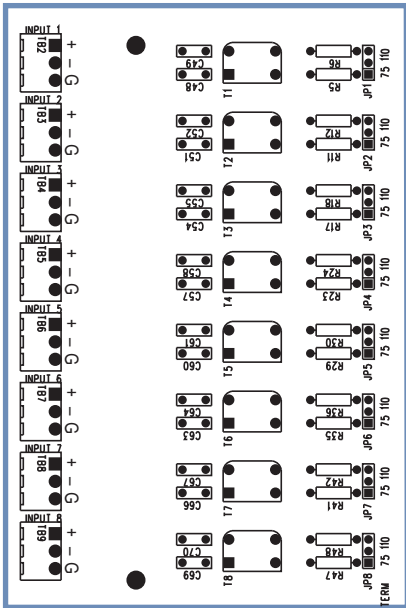 INPUT 1
TB2
+
−
G
C49
C48
T1
R6
R5
JP1
75 110
INPUT 2
TB3
+
−
G
C52
C51
T2
R12
R11
JP2
75 110
INPUT 3
TB4
+
−
G
C55
C54
T3
R18
R17
JP3
75 110
INPUT 4
TB5
+
−
G
C58
C57
T4
R24
R23
JP4
75 110
INPUT 5
TB6
+
−
G
C61
C60
T5
R30
R29
JP5
75 110
INPUT 6
TB7
+
−
G
C64
C63
T6
R36
R35
JP6
75 110
INPUT 7
TB8
+
−
G
C67
C66
T7
R42
R41
JP7
75 110
INPUT 8
TB9
+
−
G
C70
C69
T8
R48
R47
JP8
75 110
TERM